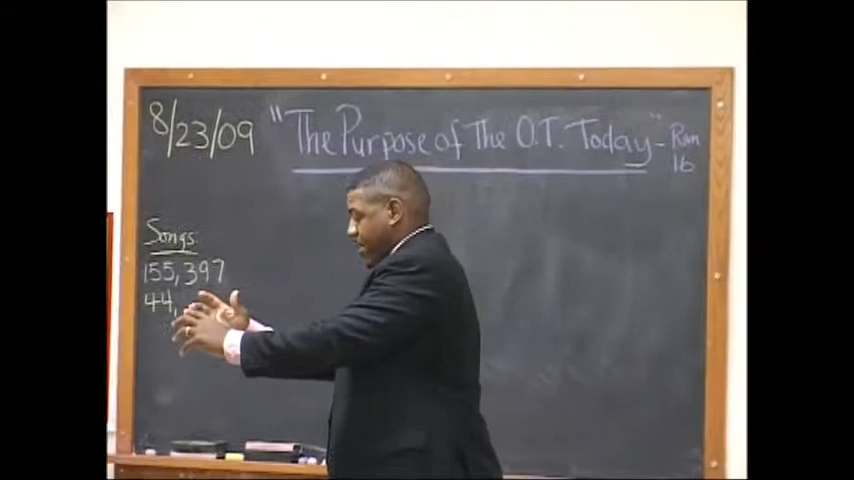 8/23/09 "The Purpose of The O.T. Today" - Rom
16
Songs:
155, 397
44,